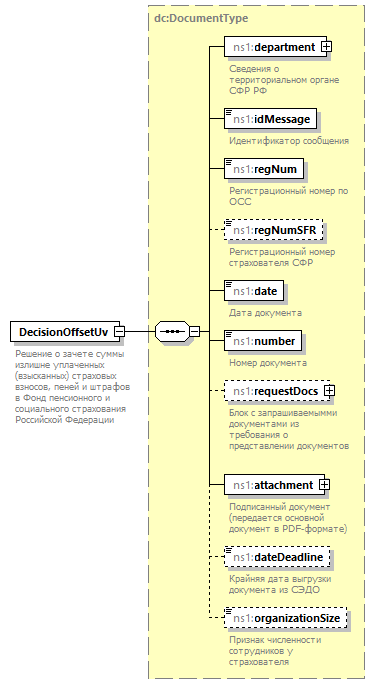 dc:DocumentType
ns1:department
Сведения о
территориальном органе
СФР РФ
ns1:idMessage
Идентификатор сообщения
ns1:regNum
Регистрационный номер по
ОСС
ns1:regNumSFR
Регистрационный номер
страхователя СФР
ns1:date
Дата документа
DecisionOffsetUv
Решение о зачете суммы
излишне уплаченных
(взысканных) страховых
взносов, пеней и штрафов
в Фонд пенсионного и
социального страхования
Российской Федерации
ns1:number
Номер документа
ns1:requestDocs
Блок с запрашиваемыми
документами из
требования о
представлении документов
ns1:attachment
Подписанный документ
(передается основной
документ в PDF-формате)
ns1:dateDeadline
Крайняя дата выгрузки
документа из СЭДО
ns1:organizationSize
Признак численности
сотрудников у
страхователя